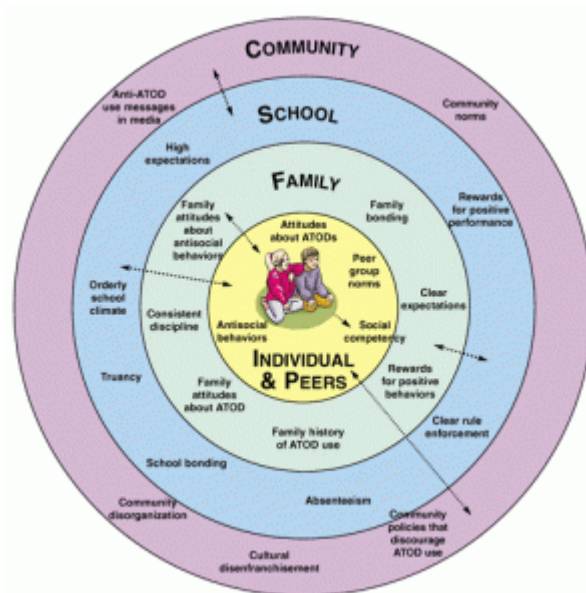 COMMUNITY
Anti-ATOD
use messages
in media
Community
norms
SCHOOL
High
expectations
Rewards
for positive
performance
FAMILY
Family
attitudes
about
antisocial
behaviors
Family
bonding
Attitudes
about ATODs
Peer
group
norms
Orderly
school
climate
Consistent
discipline
Clear
expectations
Antisocial
behaviors
Social
competency
INDIVIDUAL
& PEERS
Truancy
Family
attitudes
about ATOD
Rewards
for positive
behaviors
Family history
of ATOD use
Clear rule
enforcement
School bonding
Absenteeism
Community
disorganization
Community
policies that
discourage
ATOD use
Cultural
disenfranchisement